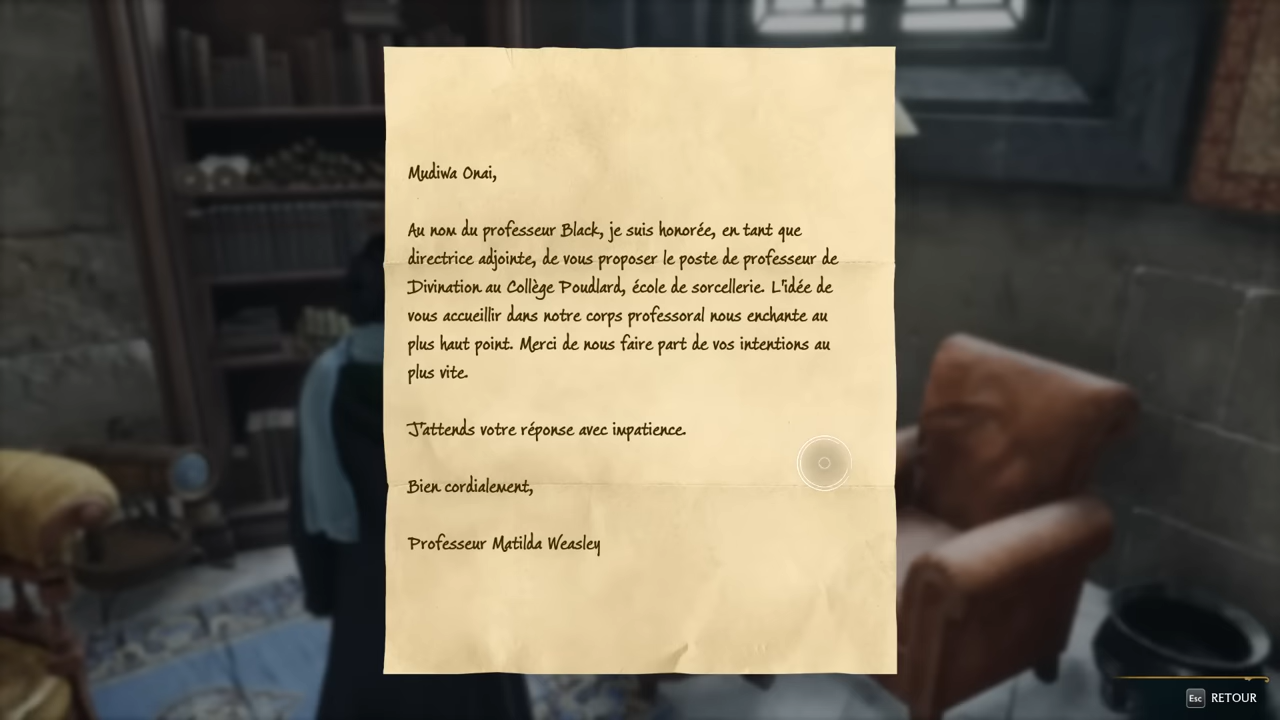 Mudiwa Onai,
Au nom du professeur Black, je suis honorée, en tant que
directrice adjointe, de vous proposer le poste de professeur de
Divination au Collège Poudlard, école de sorcellerie. L'idée de
vous accueillir dans notre corps professoral nous enchante au
plus haut point. Merci de nous faire part de vos intentions au
plus vite.
J'attends votre réponse avec impatience.
Bien cordialement,
Professeur Matilda Weasley
Esc RETOUR